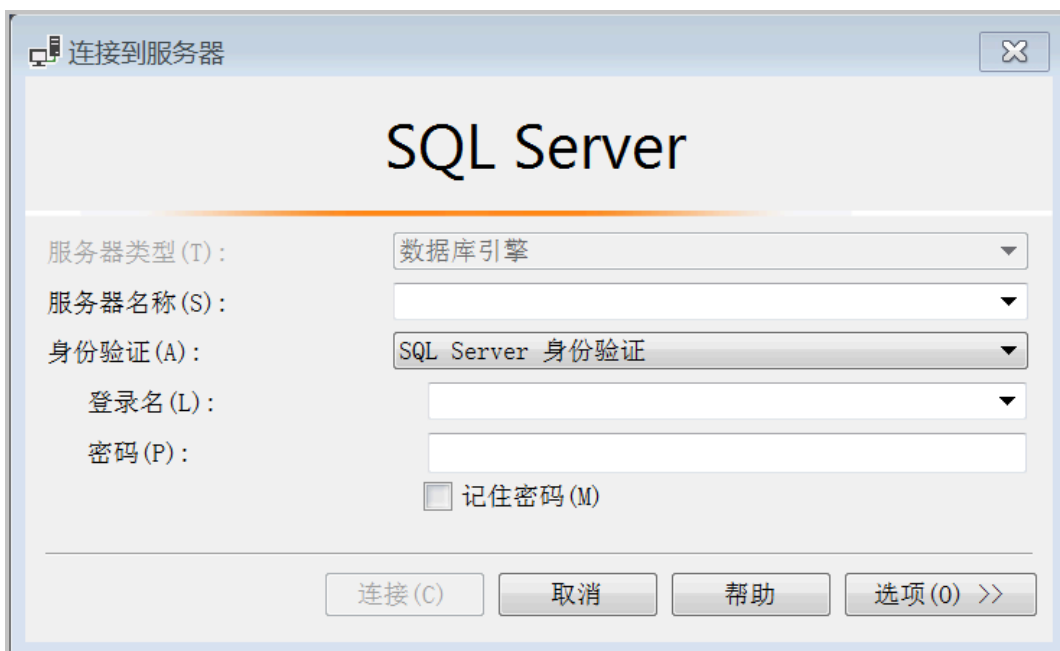 连接到服务器
SQL Server
服务器类型(T): 数据库引擎
服务器名称(S):
身份验证(A): SQL Server 身份验证
登录名(L):
密码(P):
记住密码(M)
连接(C) 取消 帮助 选项(O) >>